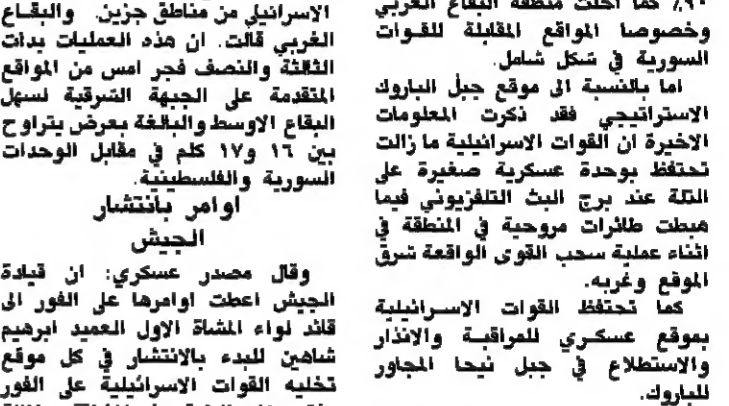 ٩٠٪ كما اخلت منطقة البقاع الغربي
وخصوصا المواقع المقابلة للقوات
السورية في شكل شامل.
اما بالنسبة الى موقع جبل الباروك
الاستراتيجي فقد ذكرت المعلومات
الاخيرة ان القوات الاسرائيلية ما زالت
تحتفظ بوحدة عسكرية صغيرة على
التلة عند برج البث التلفزيوني فيما
هبطت طائرات مروحية في المنطقة في
اثناء عملية سحب القوى الواقعة شرق
الموقع وغربه.
كما تحتفظ القوات الاسرائيلية
بموقع عسكري للمراقبة والانذار
والاستطلاع في جبل نيحا المجاور
للباروك.
الاسرائيلي من مناطق جزين. والبقاع
الغربي قالت. ان هذه العمليات بدات
الثالثة والنصف فجر امس من المواقع
المتقدمة على الجبهة الشرقية لسهل
البقاع الاوسط والبالغة بعرض يتراوح
بين ١٦ و١٧ كلم في مقابل الوحدات
السورية والفلسطينية.
اوامر بانتشار
الجيش
وقال مصدر عسكري: ان قيادة
الجيش اعطت اوامرها على الفور الى
قائد لواء المشاة الاول العميد ابرهيم
شاهين للبدء بالانتشار في كل موقع
تخليه القوات الاسرائيلية على الفور